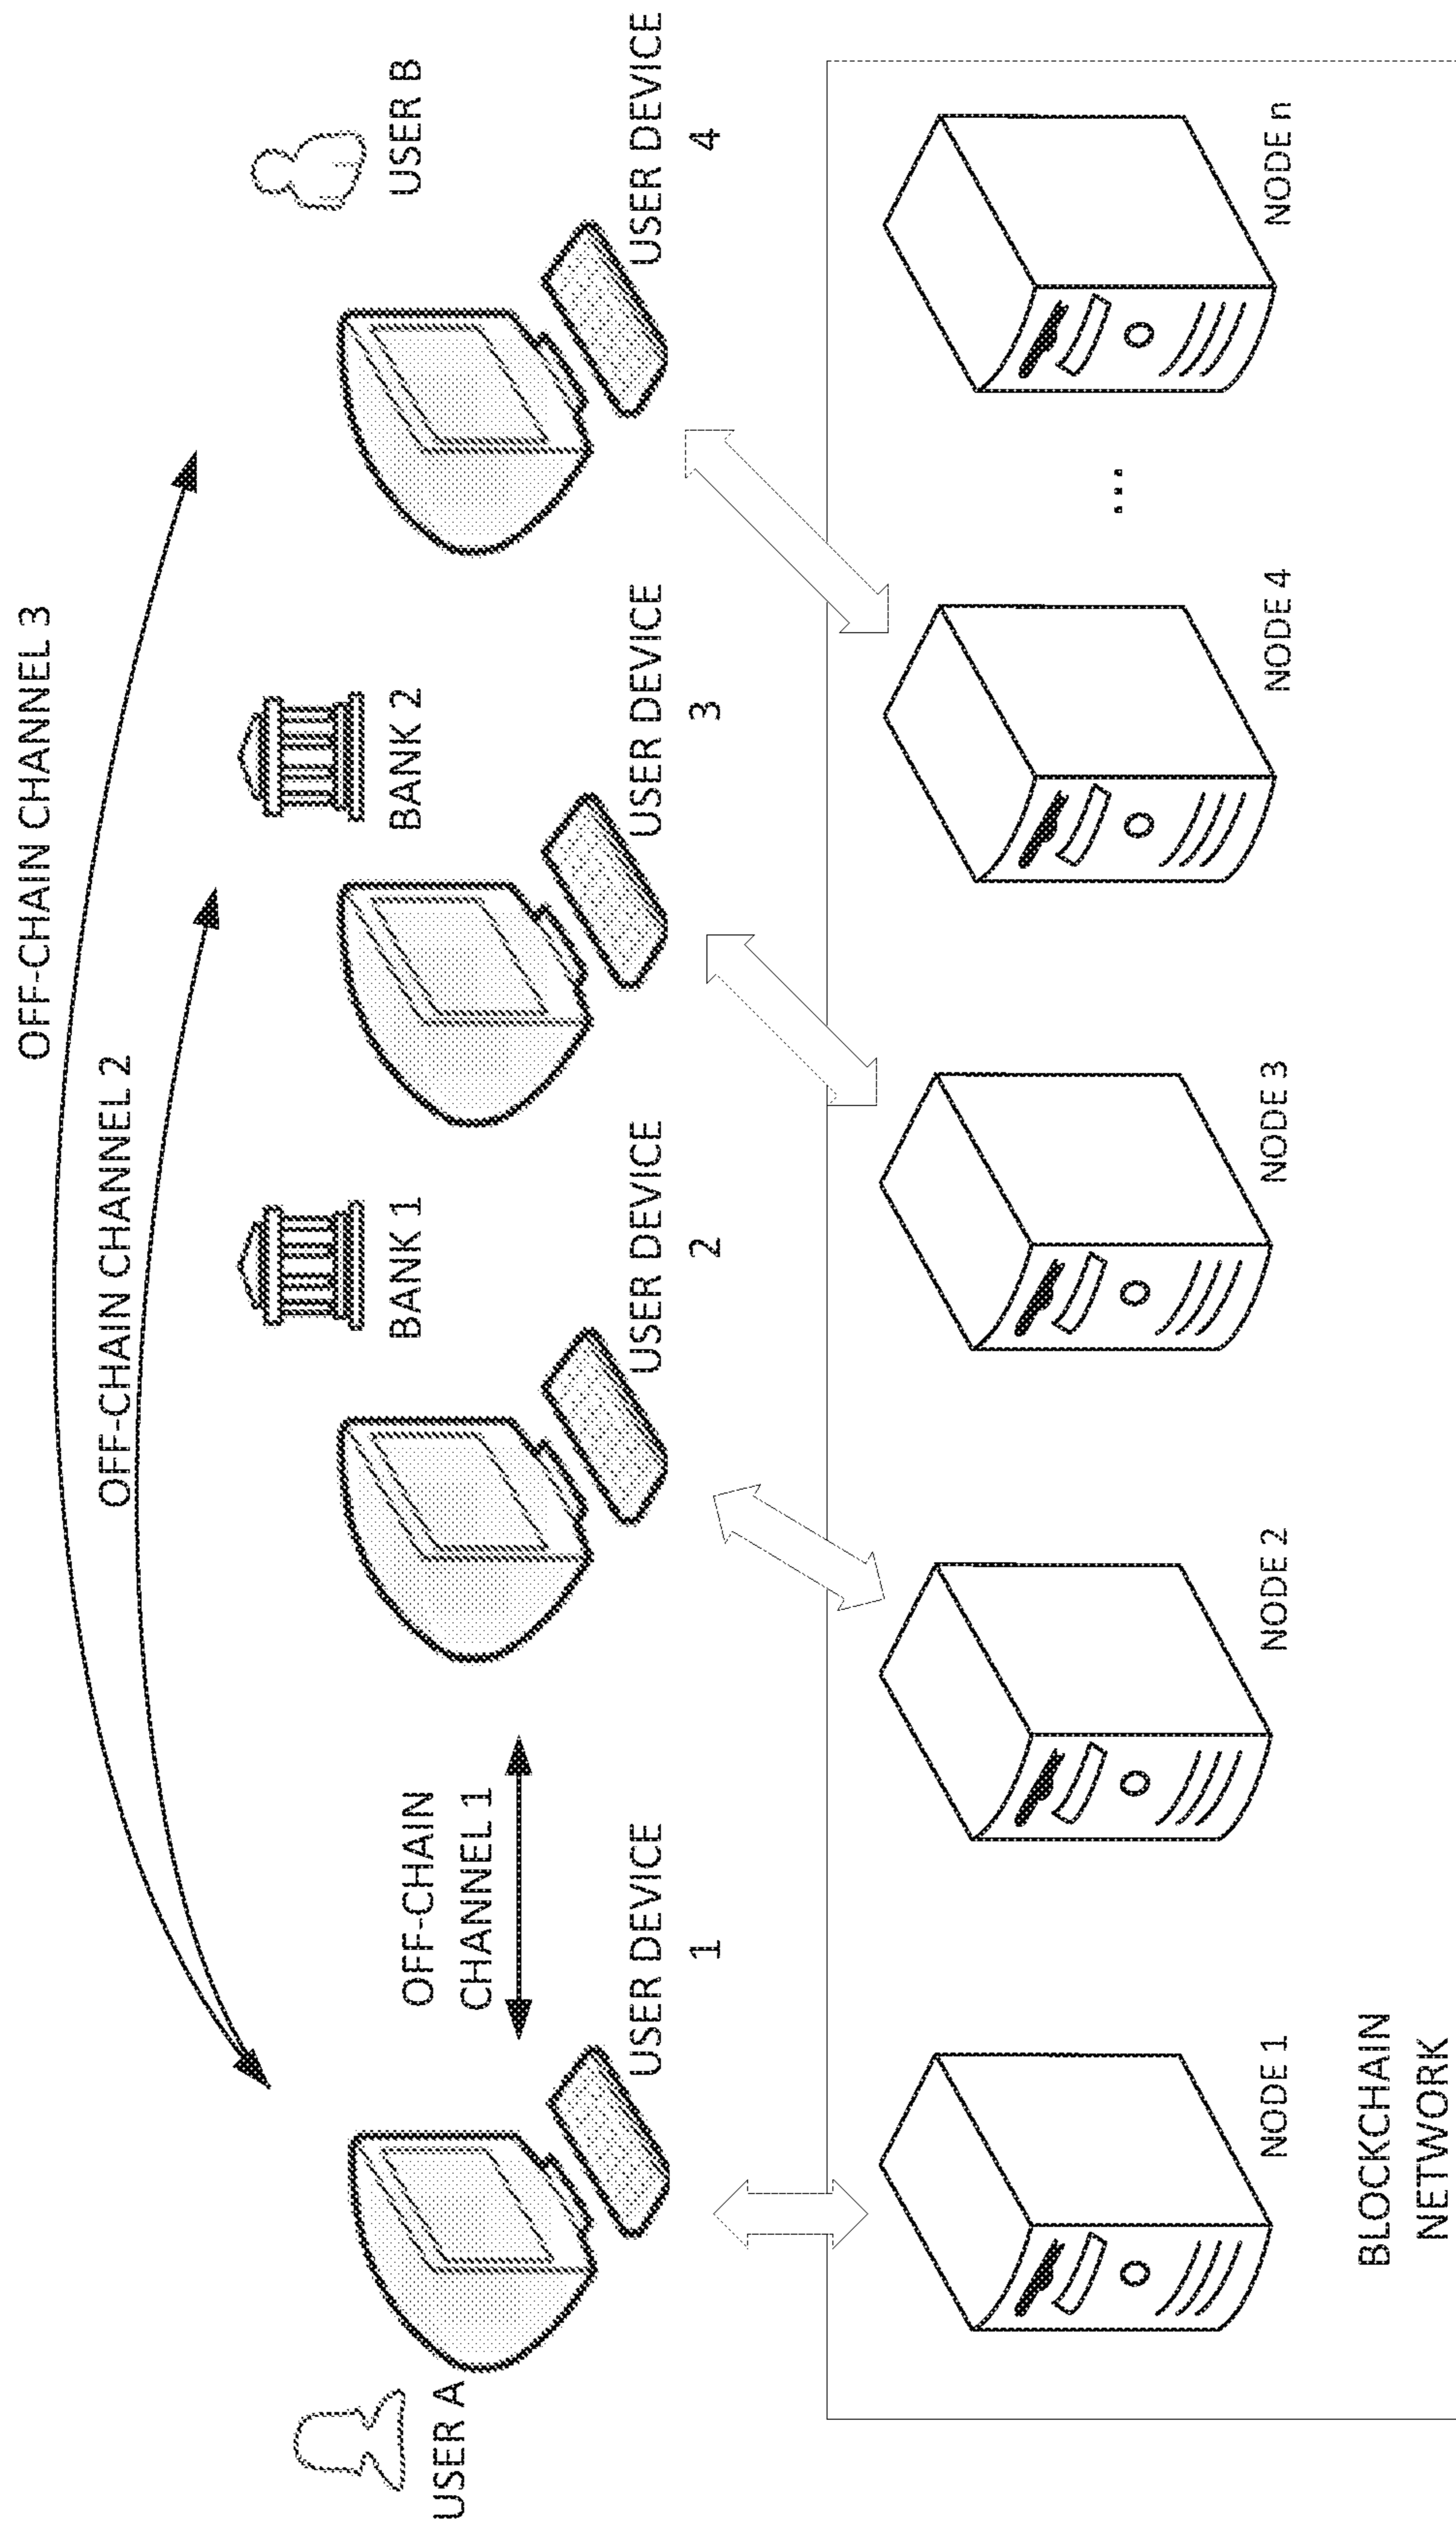 OFF-CHAIN CHANNEL 3
OFF-CHAIN CHANNEL 2
USER A
BANK 1
BANK 2
USER B
OFF-CHAIN
CHANNEL 1
USER DEVICE
1
USER DEVICE
2
USER DEVICE
3
USER DEVICE
4
...
NODE 1
NODE 2
NODE 3
NODE 4
NODE n
BLOCKCHAIN
NETWORK